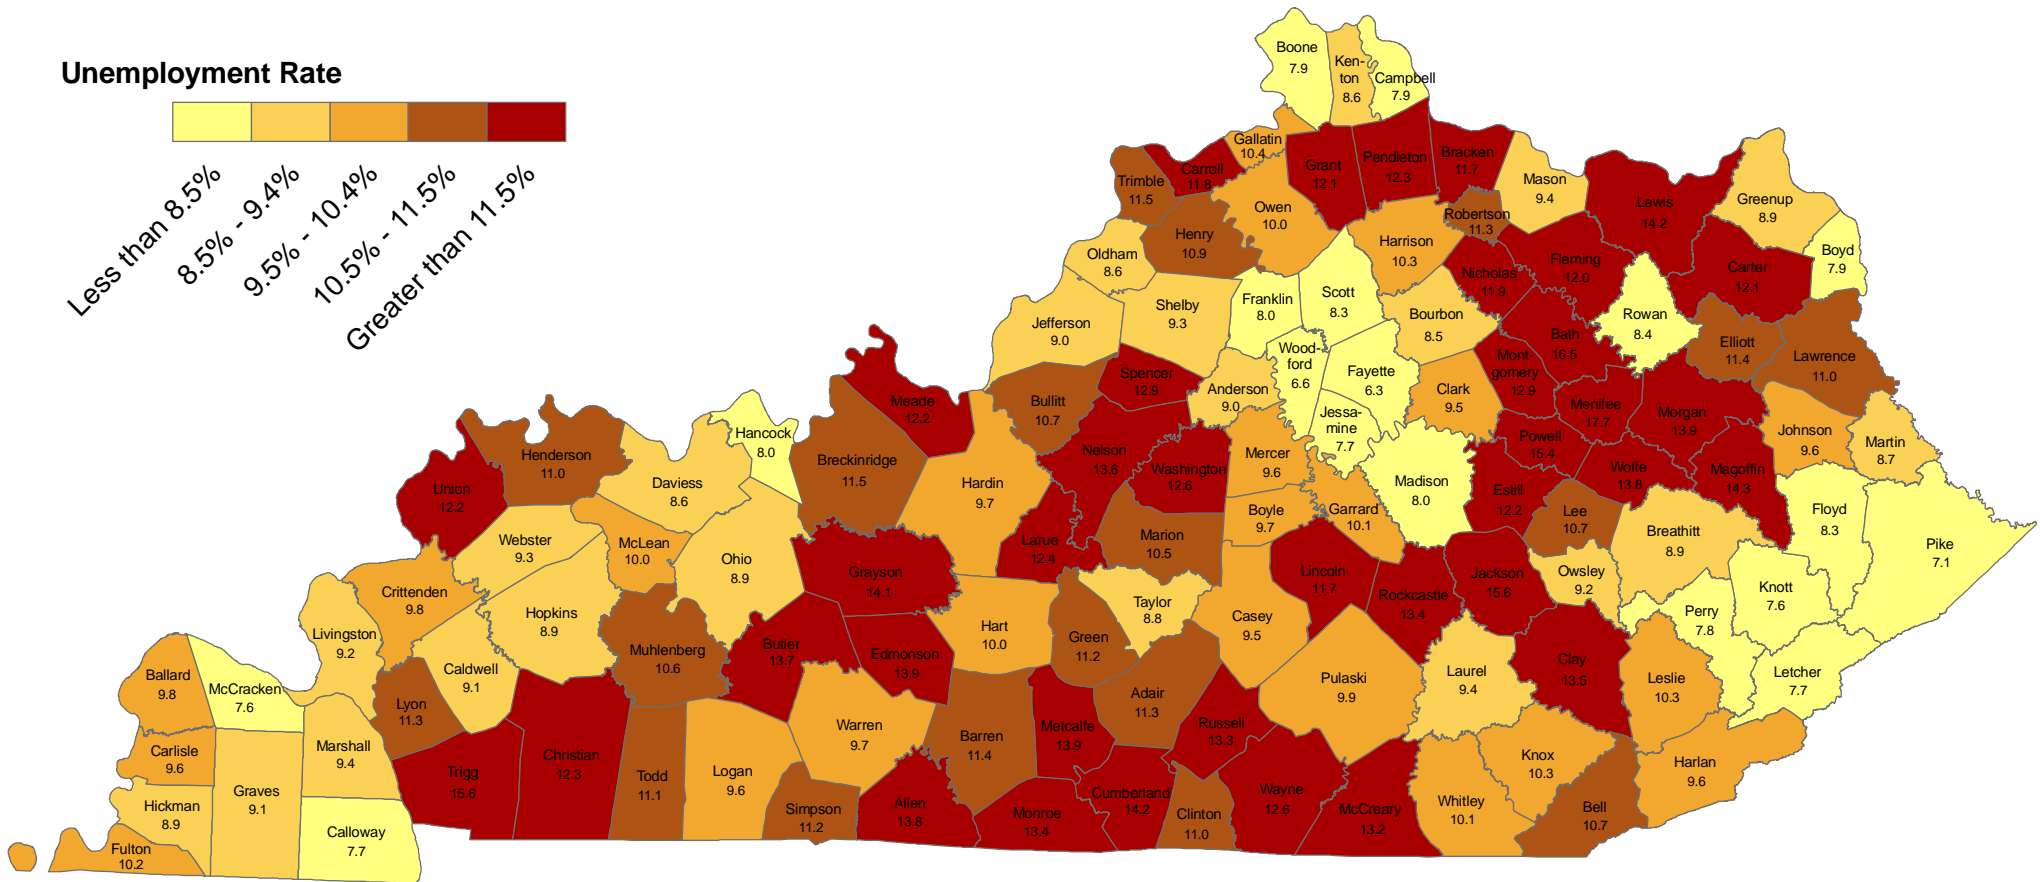 Unemployment Rate
Less than 8.5%
8.5% - 9.4%
9.5% - 10.4%
10.5% - 11.5%
Greater than 11.5%
Boone
7.9
Ken-
ton
8.6
Campbell
7.9
Gallatin
10.4
Carroll
11.8
Trimble
11.5
Grant
12.1
Pendleton
12.3
Bracken
11.7
Mason
9.4
Robertson
11.3
Lewis
14.2
Greenup
8.9
Boyd
7.9
Carter
12.1
Owen
10.0
Henry
10.9
Oldham
8.6
Harrison
10.3
Nicholas
11.9
Fleming
12.0
Rowan
8.4
Elliott
11.4
Lawrence
11.0
Jefferson
9.0
Shelby
9.3
Franklin
8.0
Scott
8.3
Bourbon
8.5
Bath
16.5
Wood-
ford
6.6
Fayette
6.3
Mont-
gomery
12.9
Clark
9.5
Menifee
17.7
Morgan
13.9
Johnson
9.6
Martin
8.7
Spencer
12.9
Anderson
9.0
Bullitt
10.7
Meade
12.2
Jessa-
mine
7.7
Powell
15.4
Wolfe
13.8
Magoffin
14.3
Hancock
8.0
Breckinridge
11.5
Hardin
9.7
Nelson
13.6
Washington
12.6
Mercer
9.6
Madison
8.0
Estill
12.2
Lee
10.7
Breathitt
8.9
Floyd
8.3
Pike
7.1
Henderson
11.0
Union
12.2
Daviess
8.6
Webster
9.3
McLean
10.0
Ohio
8.9
Grayson
14.1
Larue
12.4
Marion
10.5
Boyle
9.7
Garrard
10.1
Lincoln
11.7
Rockcastle
13.4
Jackson
15.6
Owsley
9.2
Perry
7.8
Knott
7.6
Letcher
7.7
Crittenden
9.8
Livingston
9.2
Hopkins
8.9
Caldwell
9.1
Muhlenberg
10.6
Butler
13.7
Edmonson
13.9
Hart
10.0
Green
11.2
Taylor
8.8
Casey
9.5
Pulaski
9.9
Laurel
9.4
Clay
13.5
Leslie
10.3
Ballard
9.8
McCracken
7.6
Lyon
11.3
Marshall
9.4
Carlisle
9.6
Graves
9.1
Hickman
8.9
Fulton
10.2
Calloway
7.7
Trigg
15.6
Christian
12.3
Todd
11.1
Logan
9.6
Simpson
11.2
Warren
9.7
Allen
13.8
Barren
11.4
Metcalfe
13.9
Monroe
13.4
Adair
11.3
Russell
13.3
Cumberland
14.2
Clinton
11.0
Wayne
12.6
McCreary
13.2
Whitley
10.1
Knox
10.3
Bell
10.7
Harlan
9.6